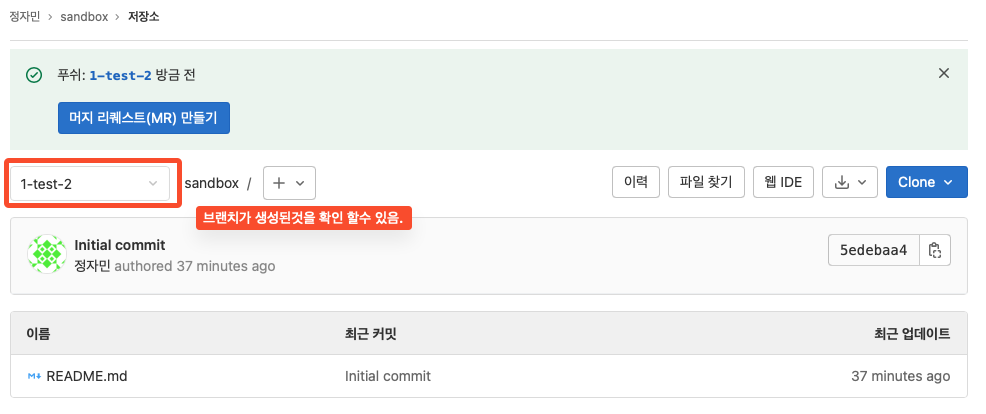 정자민 › sandbox › 저장소
푸쉬: 1-test-2 방금 전
머지 리퀘스트(MR) 만들기
1-test-2 sandbox / + 이력 파일 찾기 웹 IDE Clone
브랜치가 생성된것을 확인 할수 있음.
Initial commit
정자민 authored 37 minutes ago
5edebaa4
이름 최근 커밋 최근 업데이트
README.md Initial commit 37 minutes ago